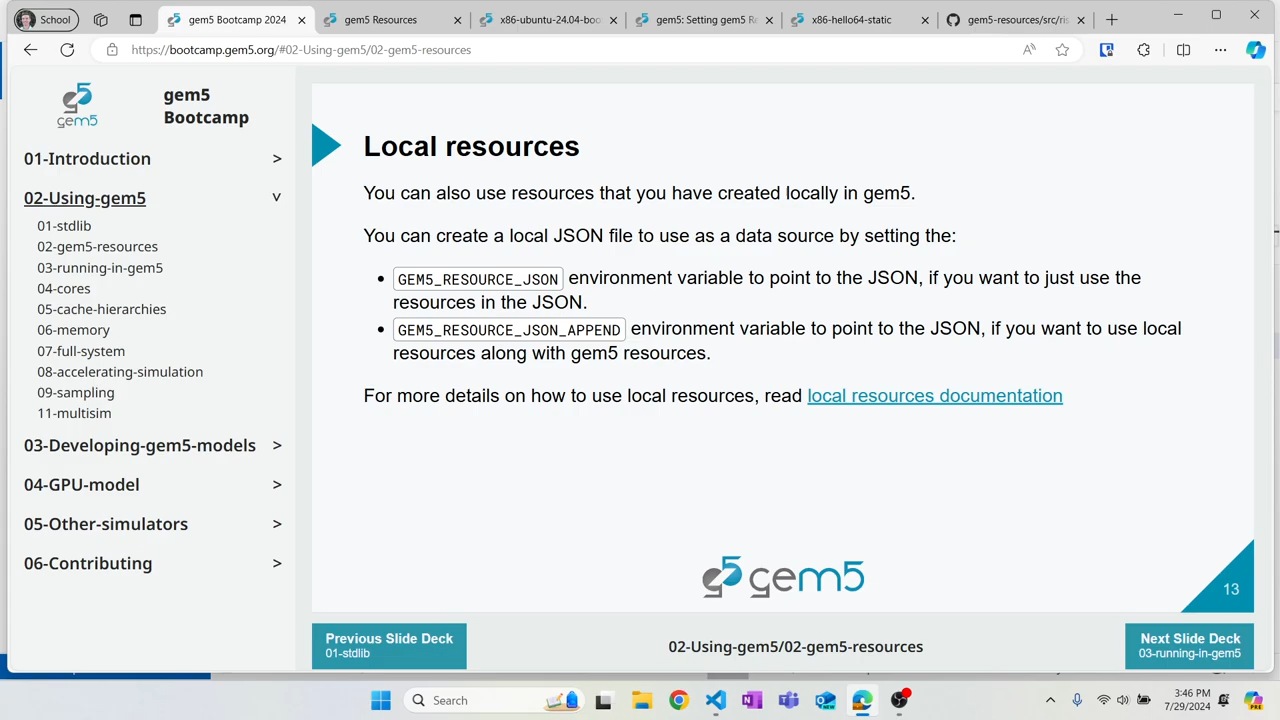 School
gem5 Bootcamp 2024
gem5 Resources
x86-ubuntu-24.04-boo
gem5: Setting gem5 R
x86-hello64-static
gem5-resources/src/ris
https://bootcamp.gem5.org/#02-Using-gem5/02-gem5-resources
gem5
gem5
Bootcamp
01-Introduction >
02-Using-gem5 v
01-stdlib
02-gem5-resources
03-running-in-gem5
04-cores
05-cache-hierarchies
06-memory
07-full-system
08-accelerating-simulation
09-sampling
11-multisim
03-Developing-gem5-models >
04-GPU-model >
05-Other-simulators >
06-Contributing >
Local resources
You can also use resources that you have created locally in gem5.
You can create a local JSON file to use as a data source by setting the:
• GEM5_RESOURCE_JSON environment variable to point to the JSON, if you want to just use the
resources in the JSON.
• GEM5_RESOURCE_JSON_APPEND environment variable to point to the JSON, if you want to use local
resources along with gem5 resources.
For more details on how to use local resources, read local resources documentation
gem5
13
Previous Slide Deck
01-stdlib
02-Using-gem5/02-gem5-resources
Next Slide Deck
03-running-in-gem5
Search
3:46 PM
7/29/2024
PRE